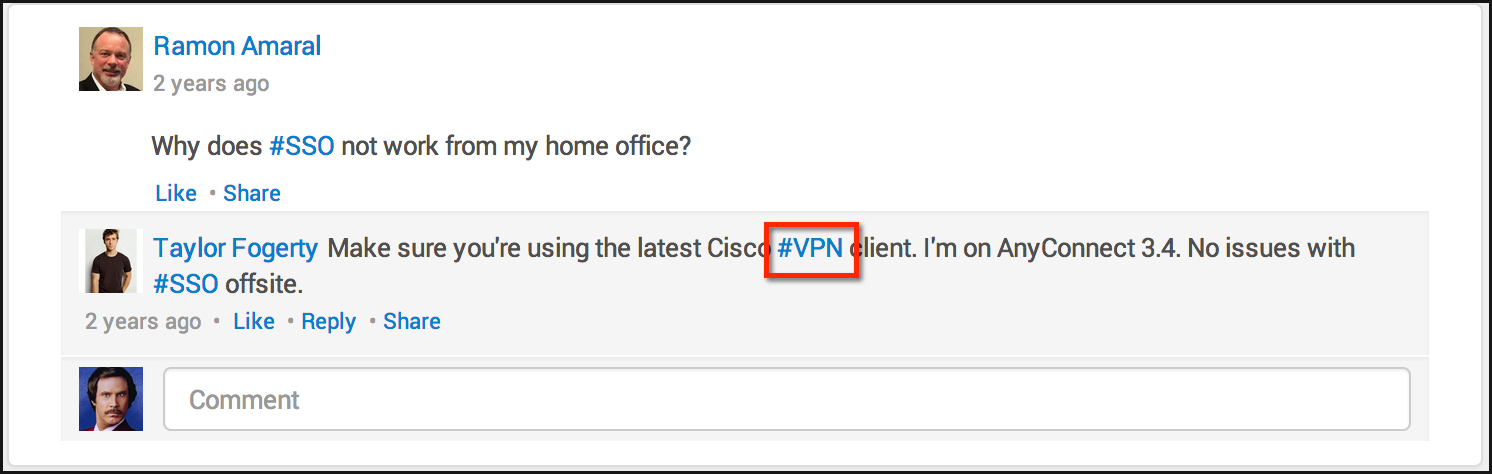 Ramon Amaral
2 years ago
Why does #SSO not work from my home office?
Like • Share
Taylor Fogerty Make sure you're using the latest Cisco #VPN client. I'm on AnyConnect 3.4. No issues with
#SSO offsite.
2 years ago • Like • Reply • Share
Comment